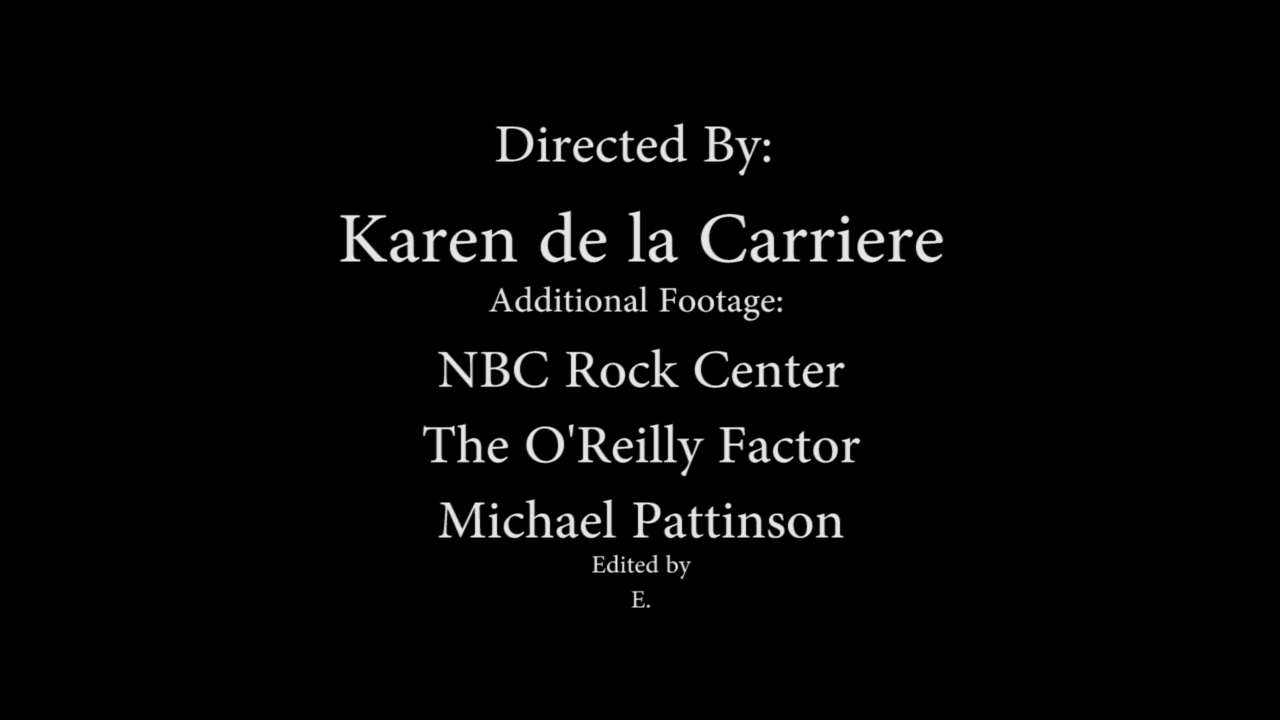 Directed By:
Karen de la Carriere
Additional Footage:
NBC Rock Center
The O'Reilly Factor
Michael Pattinson
Edited by
E.